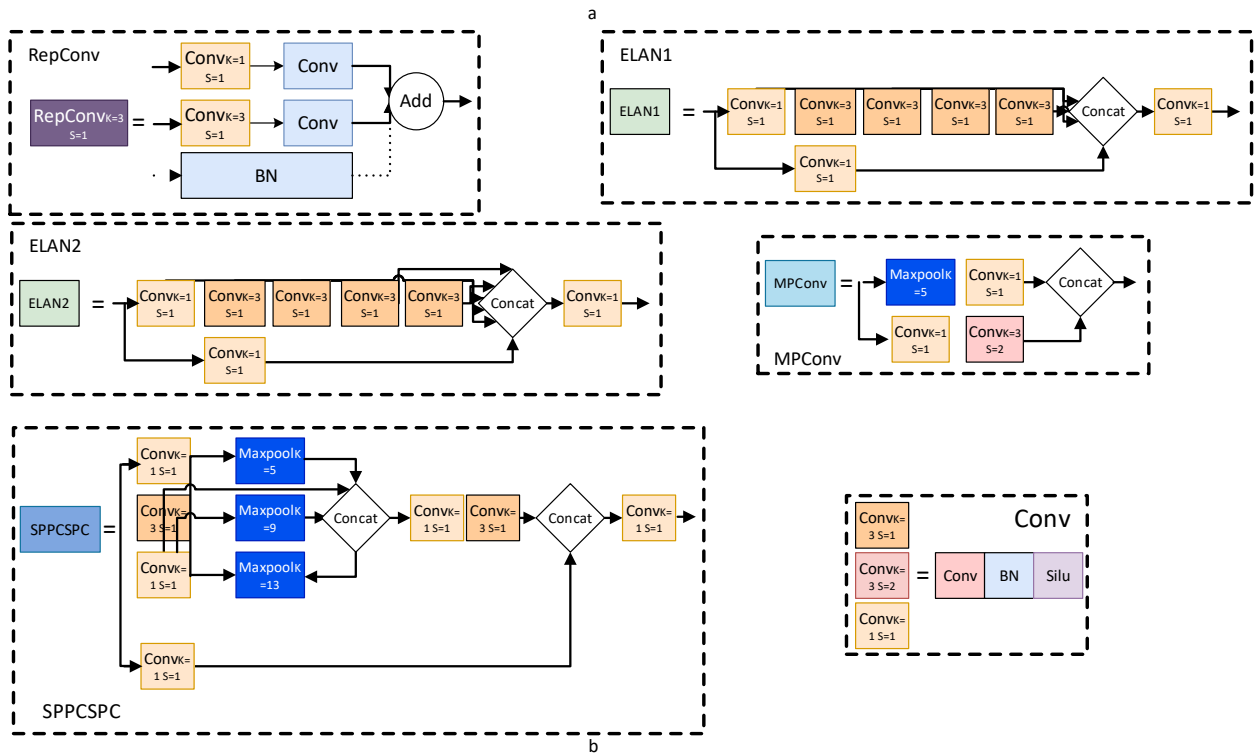 a
RepConv
ConvK=1
S=1
Conv
RepConvK=3
S=1
=
ConvK=3
S=1
Conv
Add
BN
ELAN1
ELAN1
=
ConvK=1
S=1
ConvK=3
S=1
ConvK=3
S=1
ConvK=3
S=1
ConvK=3
S=1
Concat
ConvK=1
S=1
ConvK=1
S=1
ELAN2
ELAN2
=
ConvK=1
S=1
ConvK=3
S=1
ConvK=3
S=1
ConvK=3
S=1
ConvK=3
S=1
Concat
ConvK=1
S=1
ConvK=1
S=1
MPConv
=
MaxpoolK
=5
ConvK=1
S=1
Concat
ConvK=1
S=1
ConvK=3
S=2
MPConv
SPPCSPC
=
ConvK=
1 S=1
ConvK=
3 S=1
ConvK=
1 S=1
MaxpoolK
=5
MaxpoolK
=9
MaxpoolK
=13
Concat
ConvK=
1 S=1
ConvK=
3 S=1
Concat
ConvK=
1 S=1
ConvK=
1 S=1
SPPCSPC
Conv
ConvK=
3 S=1
ConvK=
3 S=2
=
Conv
BN
Silu
ConvK=
1 S=1
b